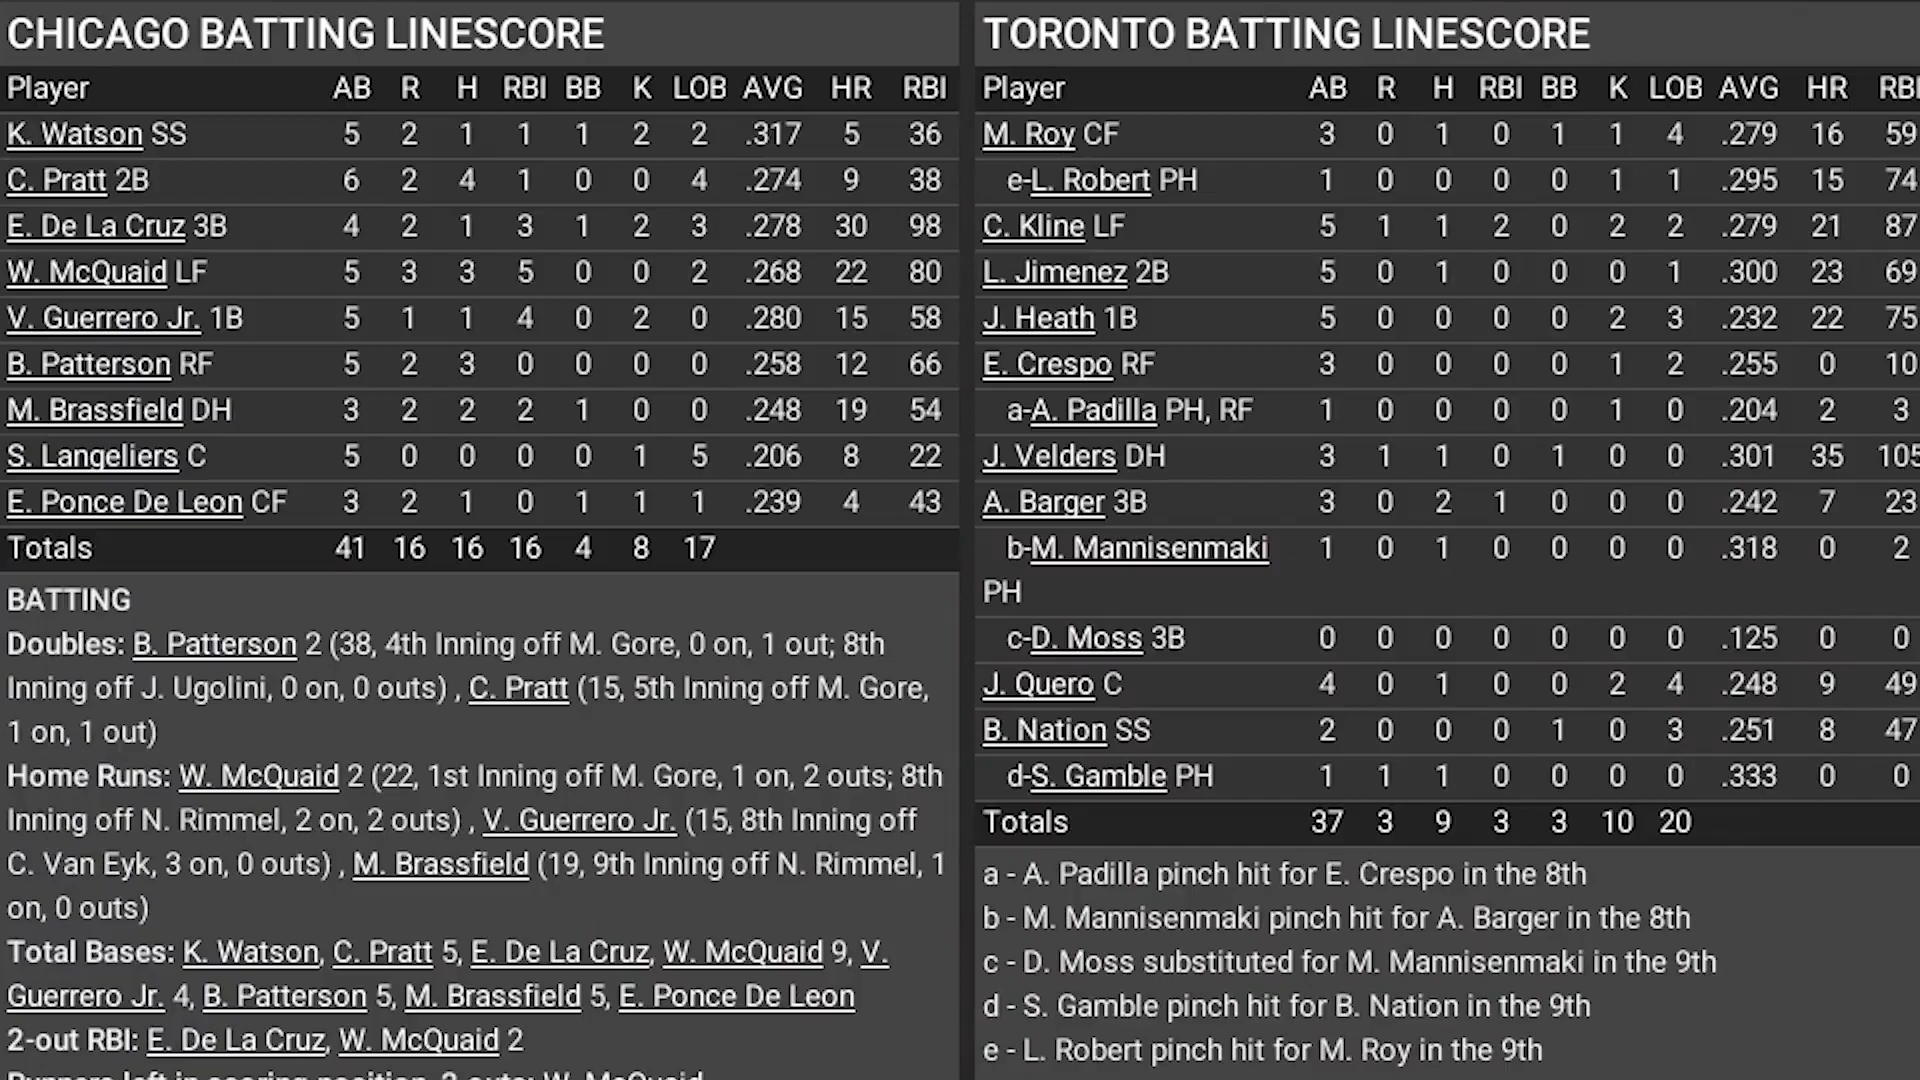 CHICAGO BATTING LINESCORE
Player AB R H RBI BB K LOB AVG HR RBI
K. Watson SS 5 2 1 1 1 2 2 .317 5 36
C. Pratt 2B 6 2 4 1 0 0 4 .274 9 38
E. De La Cruz 3B 4 2 1 3 1 2 3 .278 30 98
W. McQuaid LF 5 3 3 5 0 0 2 .268 22 80
V. Guerrero Jr. 1B 5 1 1 4 0 2 0 .280 15 58
B. Patterson RF 5 2 3 0 0 0 0 .258 12 66
M. Brassfield DH 3 2 2 2 1 0 0 .248 19 54
S. Langeliers C 5 0 0 0 0 1 5 .206 8 22
E. Ponce De Leon CF 3 2 1 0 1 1 1 .239 4 43
Totals 41 16 16 16 4 8 17
BATTING
Doubles: B. Patterson 2 (38, 4th Inning off M. Gore, 0 on, 1 out; 8th
Inning off J. Ugolini, 0 on, 0 outs) , C. Pratt (15, 5th Inning off M. Gore,
1 on, 1 out)
Home Runs: W. McQuaid 2 (22, 1st Inning off M. Gore, 1 on, 2 outs; 8th
Inning off N. Rimmel, 2 on, 2 outs) , V. Guerrero Jr. (15, 8th Inning off
C. Van Eyk, 3 on, 0 outs) , M. Brassfield (19, 9th Inning off N. Rimmel, 1
on, 0 outs)
Total Bases: K. Watson, C. Pratt 5, E. De La Cruz, W. McQuaid 9, V.
Guerrero Jr. 4, B. Patterson 5, M. Brassfield 5, E. Ponce De Leon
2-out RBI: E. De La Cruz, W. McQuaid 2
Runners left in scoring position, 2 outs: W. McQuaid
TORONTO BATTING LINESCORE
Player AB R H RBI BB K LOB AVG HR RBI
M. Roy CF 3 0 1 0 1 1 4 .279 16 59
e-L. Robert PH 1 0 0 0 0 1 1 .295 15 74
C. Kline LF 5 1 1 2 0 2 2 .279 21 87
L. Jimenez 2B 5 0 1 0 0 0 1 .300 23 69
J. Heath 1B 5 0 0 0 0 2 3 .232 22 75
E. Crespo RF 3 0 0 0 0 1 2 .255 0 10
a-A. Padilla PH, RF 1 0 0 0 0 1 0 .204 2 3
J. Velders DH 3 1 1 0 1 0 0 .301 35 105
A. Barger 3B 3 0 2 1 0 0 0 .242 7 23
b-M. Mannisenmaki 1 0 1 0 0 0 0 .318 0 2
PH
c-D. Moss 3B 0 0 0 0 0 0 0 .125 0 0
J. Quero C 4 0 1 0 0 2 4 .248 9 49
B. Nation SS 2 0 0 0 1 0 3 .251 8 47
d-S. Gamble PH 1 1 1 0 0 0 0 .333 0 0
Totals 37 3 9 3 3 10 20
a - A. Padilla pinch hit for E. Crespo in the 8th
b - M. Mannisenmaki pinch hit for A. Barger in the 8th
c - D. Moss substituted for M. Mannisenmaki in the 9th
d - S. Gamble pinch hit for B. Nation in the 9th
e - L. Robert pinch hit for M. Roy in the 9th